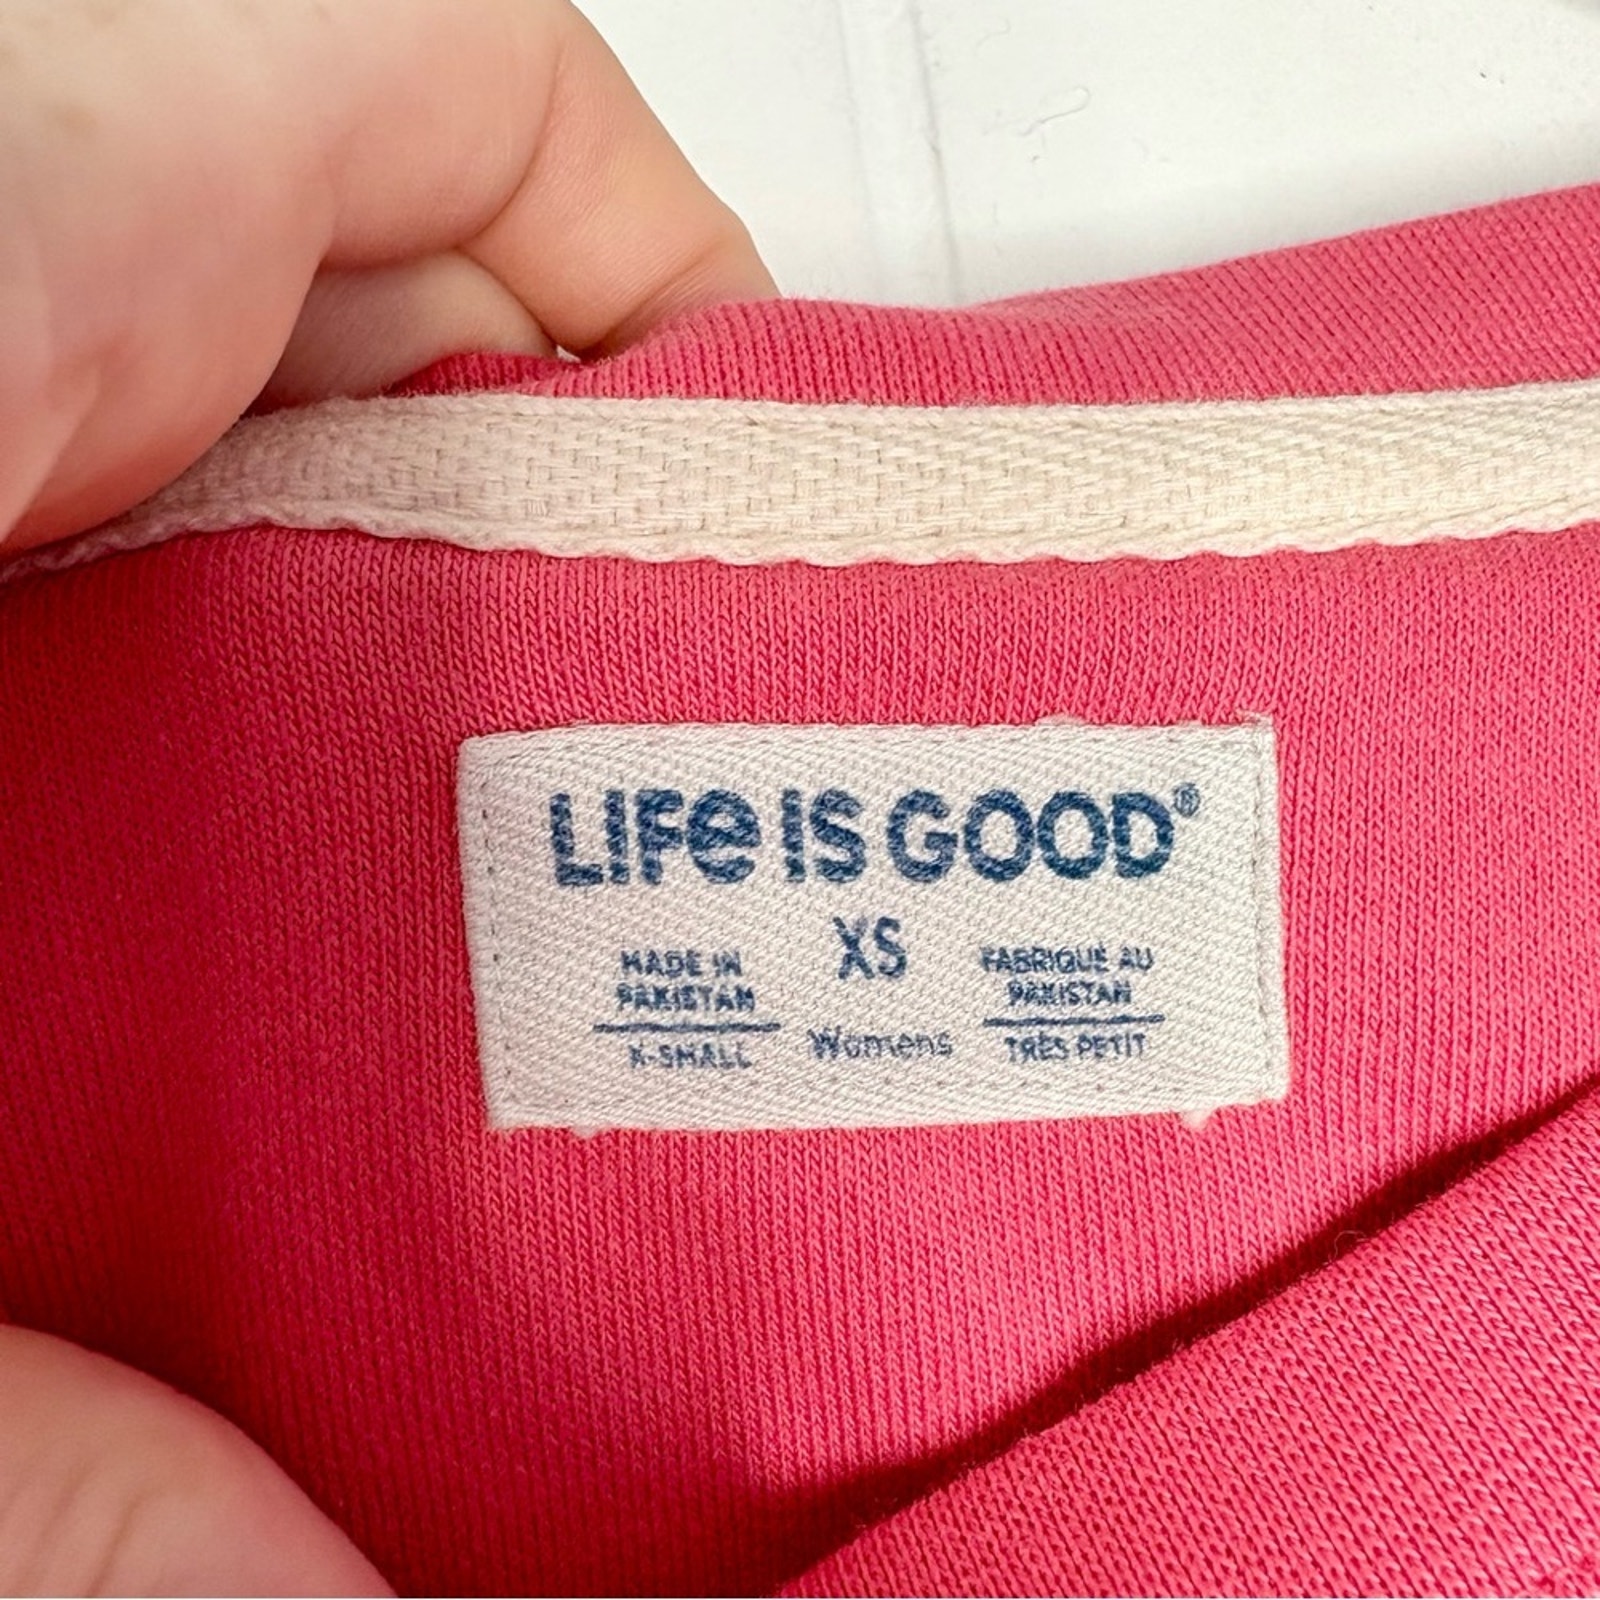 LIFe IS GOOD®
XS
MADE IN
PAKISTAN
X-SMALL
Womens
FABRIQUE AU
PAKISTAN
TRÈS PETIT